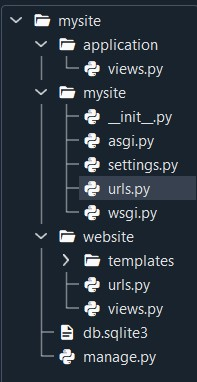 mysite
application
views.py
mysite
__init__.py
asgi.py
settings.py
urls.py
wsgi.py
website
templates
urls.py
views.py
db.sqlite3
manage.py